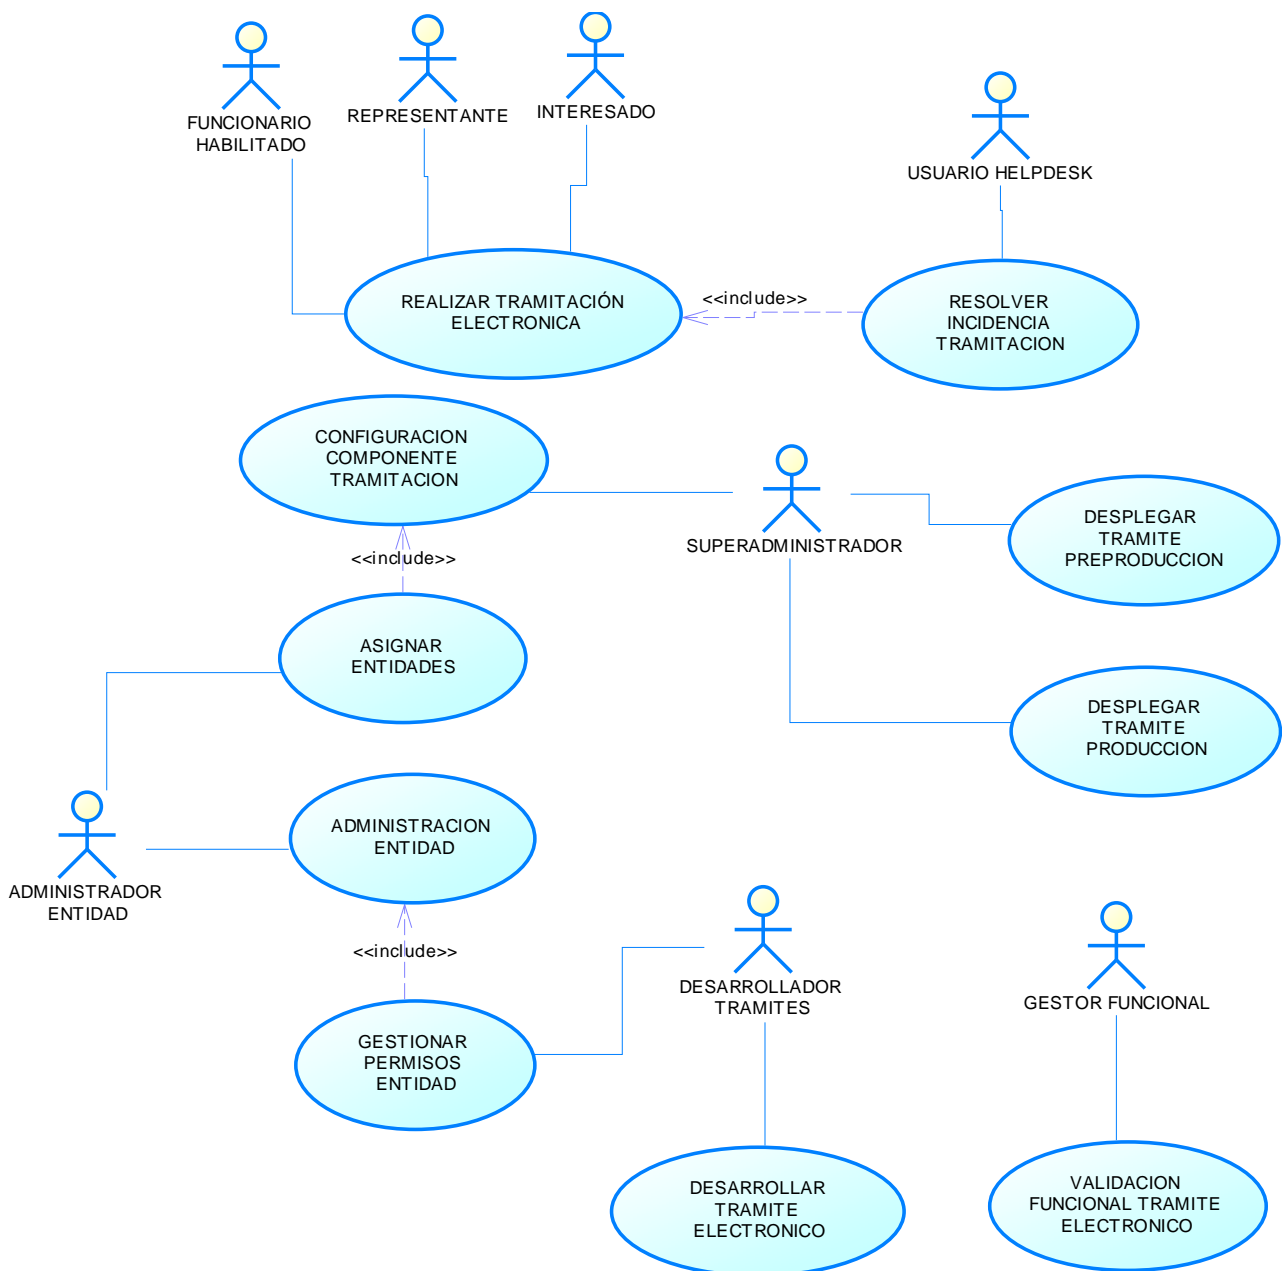 FUNCIONARIO
HABILITADO
REPRESENTANTE
INTERESADO
USUARIO HELPDESK
REALIZAR TRAMITACIÓN
ELECTRONICA
<<include>>
RESOLVER
INCIDENCIA
TRAMITACION
CONFIGURACION
COMPONENTE
TRAMITACION
SUPERADMINISTRADOR
DESPLEGAR
TRAMITE
PREPRODUCCION
<<include>>
ASIGNAR
ENTIDADES
DESPLEGAR
TRAMITE
PRODUCCION
ADMINISTRADOR
ENTIDAD
ADMINISTRACION
ENTIDAD
<<include>>
DESARROLLADOR
TRAMITES
GESTOR FUNCIONAL
GESTIONAR
PERMISOS
ENTIDAD
DESARROLLAR
TRAMITE
ELECTRONICO
VALIDACION
FUNCIONAL TRAMITE
ELECTRONICO